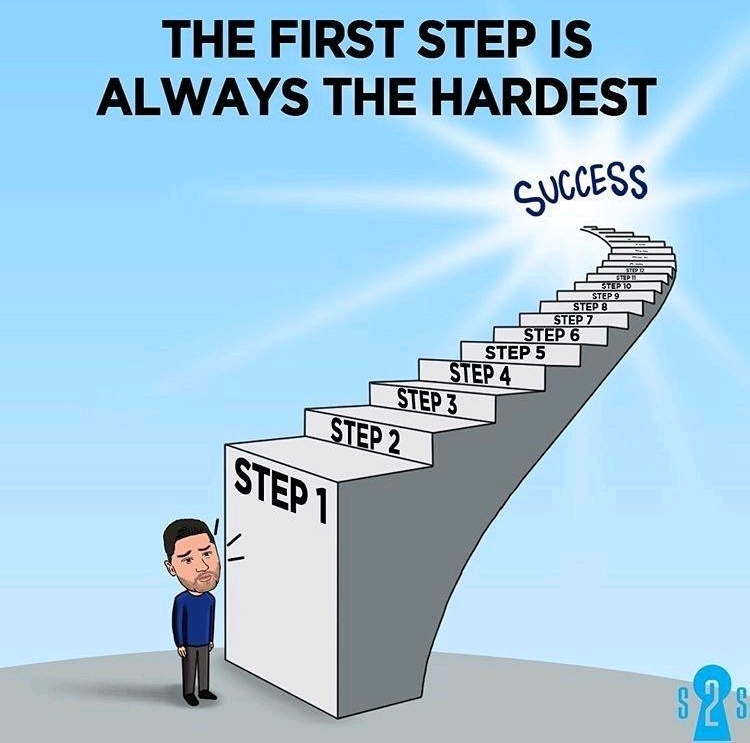 THE FIRST STEP IS
ALWAYS THE HARDEST
SUCCESS
STEP 12
STEP 11
STEP 10
STEP 9
STEP 8
STEP 7
STEP 6
STEP 5
STEP 4
STEP 3
STEP 2
STEP 1
S 2 S